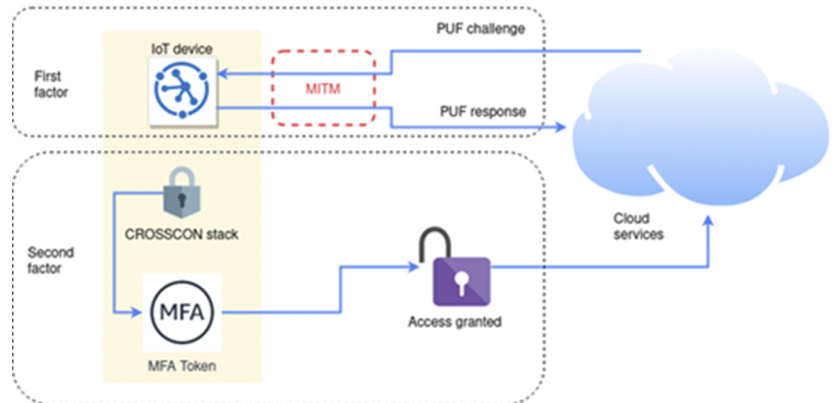 PUF challenge
IoT device
First
factor
MITM
PUF response
CROSSCON stack
Cloud
services
Second
factor
MFA
Access granted
MFA Token